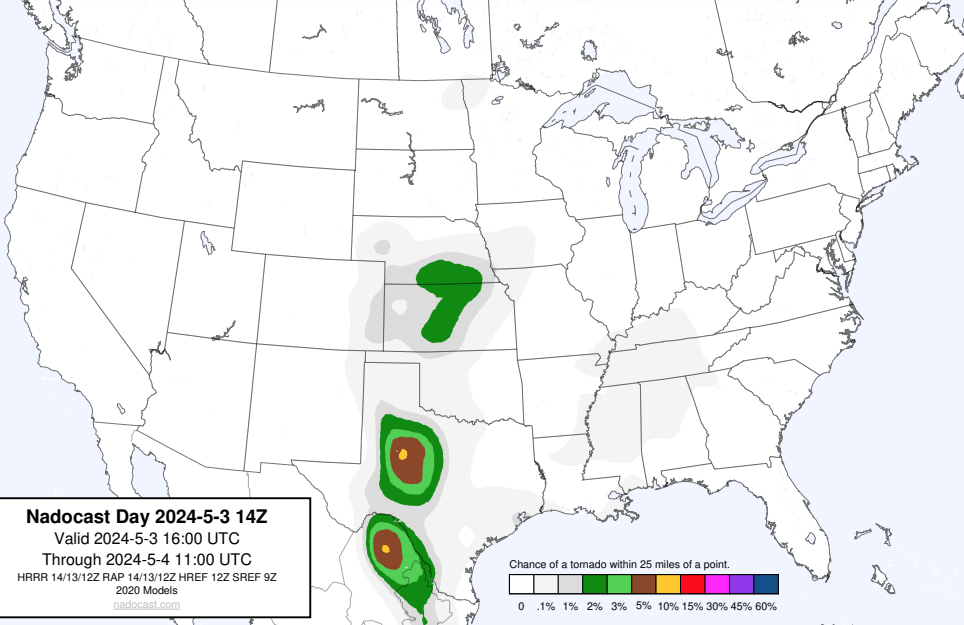 Nadocast Day 2024-5-3 14Z
Valid 2024-5-3 16:00 UTC
Through 2024-5-4 11:00 UTC
HRRR 14/13/12Z RAP 14/13/12Z HREF 12Z SREF 9Z
2020 Models
nadocast.com
Chance of a tornado within 25 miles of a point.
0 .1% 1% 2% 3% 5% 10% 15% 30% 45% 60%